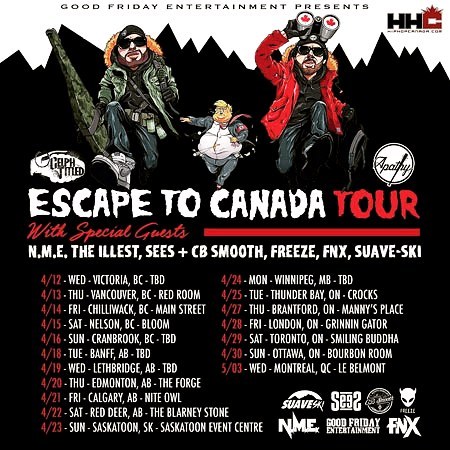 GOOD FRIDAY ENTERTAINMENT PRESENTS
HHC
HIPHOPCANADA.COM
CELPH TITLED
Apathy
ESCAPE TO CANADA TOUR
With Special Guests
N.M.E. THE ILLEST, SEES + CB SMOOTH, FREEZE, FNX, SUAVE-SKI
4/12 - WED - VICTORIA, BC - TBD
4/13 - THU - VANCOUVER, BC - RED ROOM
4/14 - FRI - CHILLIWACK, BC - MAIN STREET
4/15 - SAT - NELSON, BC - BLOOM
4/16 - SUN - CRANBROOK, BC - TBD
4/18 - TUE - BANFF, AB - TBD
4/19 - WED - LETHBRIDGE, AB - TBD
4/20 - THU - EDMONTON, AB - THE FORGE
4/21 - FRI - CALGARY, AB - NITE OWL
4/22 - SAT - RED DEER, AB - THE BLARNEY STONE
4/23 - SUN - SASKATOON, SK - SASKATOON EVENT CENTRE
4/24 - MON - WINNIPEG, MB - TBD
4/25 - TUE - THUNDER BAY, ON - CROCKS
4/27 - THU - BRANTFORD, ON - MANNY'S PLACE
4/28 - FRI - LONDON, ON - GRINNIN GATOR
4/29 - SAT - TORONTO, ON - SMILING BUDDHA
4/30 - SUN - OTTAWA, ON - BOURBON ROOM
5/03 - WED - MONTREAL, QC - LE BELMONT
SUAVE SKI
SEES
FREEZE
N.M.E.
GOOD FRIDAY
ENTERTAINMENT
FNX